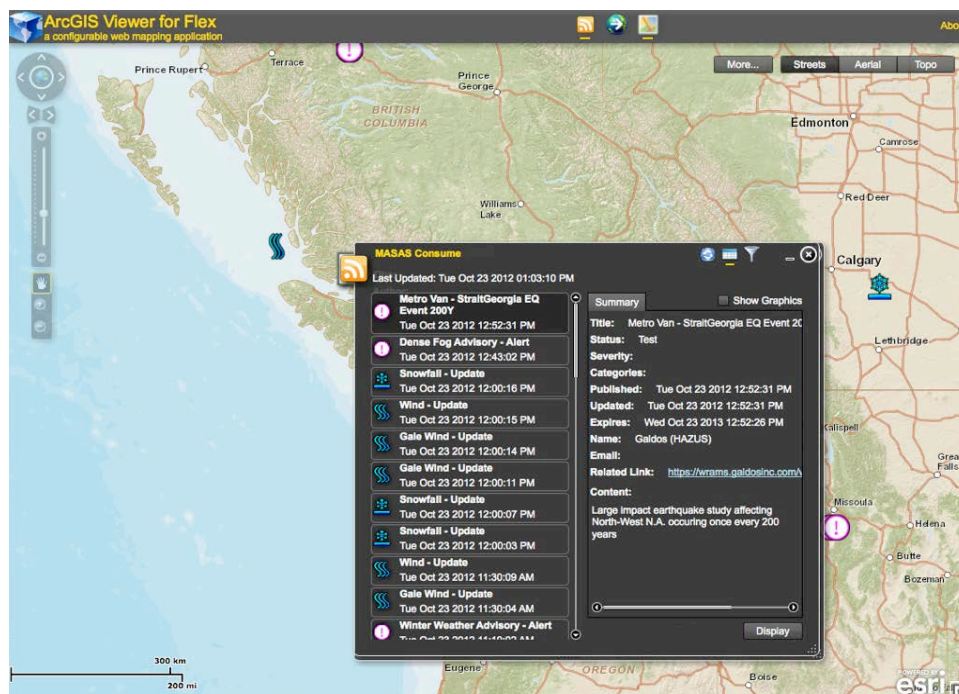 ArcGIS Viewer for Flex
a configurable web mapping application
Prince Rupert
Terrace
Prince
George
BRITISH
COLUMBIA
Williams
Lake
More...
Streets
Aerial
Topo
Edmonton
Camrose
Red Deer
Calgary
Lethbridge
Kalispell
Missoula
Helena
Butte
Bozeman
MASAS Consume
Last Updated: Tue Oct 23 2012 01:03:10 PM
Metro Van - StraitGeorgia EQ
Event 200Y
Tue Oct 23 2012 12:52:31 PM
Dense Fog Advisory - Alert
Tue Oct 23 2012 12:43:02 PM
Snowfall - Update
Tue Oct 23 2012 12:00:16 PM
Wind - Update
Tue Oct 23 2012 12:00:15 PM
Gale Wind - Update
Tue Oct 23 2012 12:00:14 PM
Gale Wind - Update
Tue Oct 23 2012 12:00:11 PM
Snowfall - Update
Tue Oct 23 2012 12:00:07 PM
Snowfall - Update
Tue Oct 23 2012 12:00:03 PM
Wind - Update
Tue Oct 23 2012 11:30:09 AM
Gale Wind - Update
Tue Oct 23 2012 11:30:04 AM
Winter Weather Advisory - Alert
Summary
Show Graphics
Title: Metro Van - StraitGeorgia EQ Event 20
Status: Test
Severity:
Categories:
Published: Tue Oct 23 2012 12:52:31 PM
Updated: Tue Oct 23 2012 12:52:31 PM
Expires: Wed Oct 23 2013 12:52:26 PM
Name: Galdos (HAZUS)
Email:
Related Link: https://wrams.galdosinc.com/
Content:
Large impact earthquake study affecting
North-West N.A. occuring once every 200
years
Display
300 km
200 mi
Eugene
OREGON
Boise
POWERED BY
esri